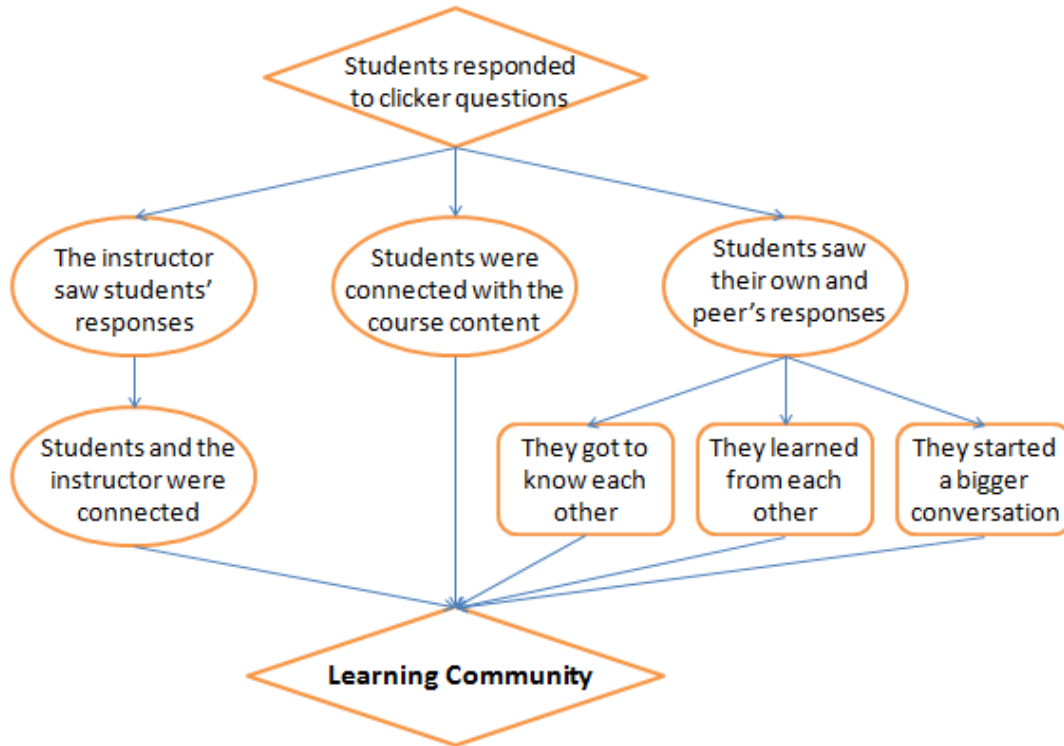 Students responded
to clicker questions
The instructor
saw students’
responses
Students were
connected with the
course content
Students saw
their own and
peer’s responses
Students and the
instructor were
connected
They got to
know each
other
They learned
from each
other
They started
a bigger
conversation
Learning Community